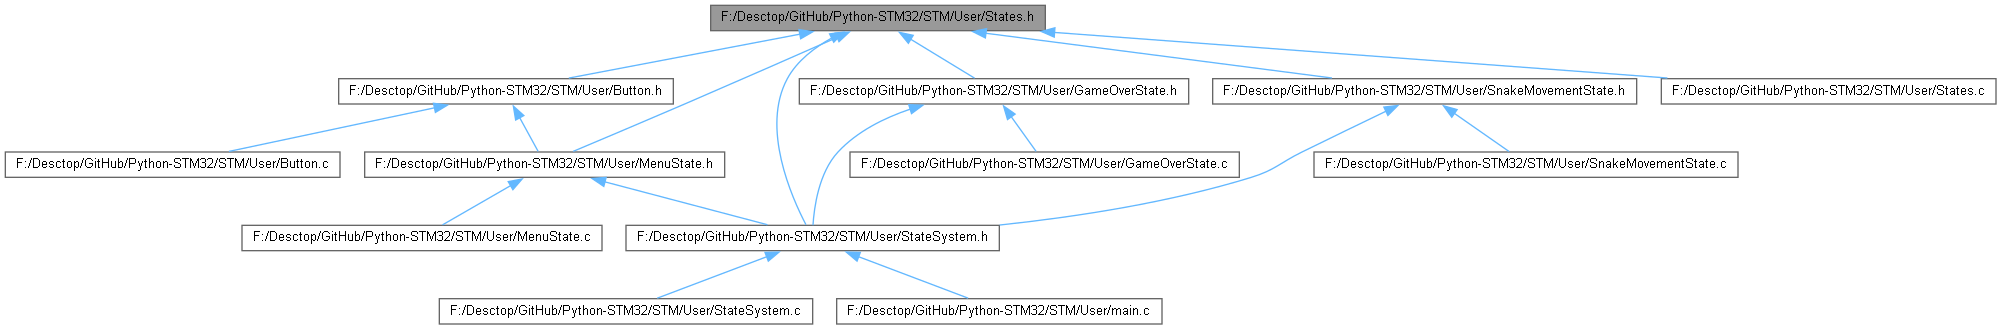 F:/Desctop/GitHub/Python-STM32/STM/User/States.h
F:/Desctop/GitHub/Python-STM32/STM/User/Button.h
F:/Desctop/GitHub/Python-STM32/STM/User/GameOverState.h
F:/Desctop/GitHub/Python-STM32/STM/User/SnakeMovementState.h
F:/Desctop/GitHub/Python-STM32/STM/User/States.c
F:/Desctop/GitHub/Python-STM32/STM/User/Button.c
F:/Desctop/GitHub/Python-STM32/STM/User/MenuState.h
F:/Desctop/GitHub/Python-STM32/STM/User/GameOverState.c
F:/Desctop/GitHub/Python-STM32/STM/User/SnakeMovementState.c
F:/Desctop/GitHub/Python-STM32/STM/User/MenuState.c
F:/Desctop/GitHub/Python-STM32/STM/User/StateSystem.h
F:/Desctop/GitHub/Python-STM32/STM/User/StateSystem.c
F:/Desctop/GitHub/Python-STM32/STM/User/main.c